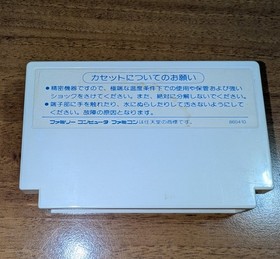 カセットについてのお願い
●精密機器ですので、極端な温度条件下での使用や保管および強い
ショックをさけてください。また、絶対に分解しないでください。
●端子部に手を触れたり、水にぬらしたりして汚さないようにして
ください。故障の原因となります。
ファミリー コンピュータ ファミコンは任天堂の商標です。